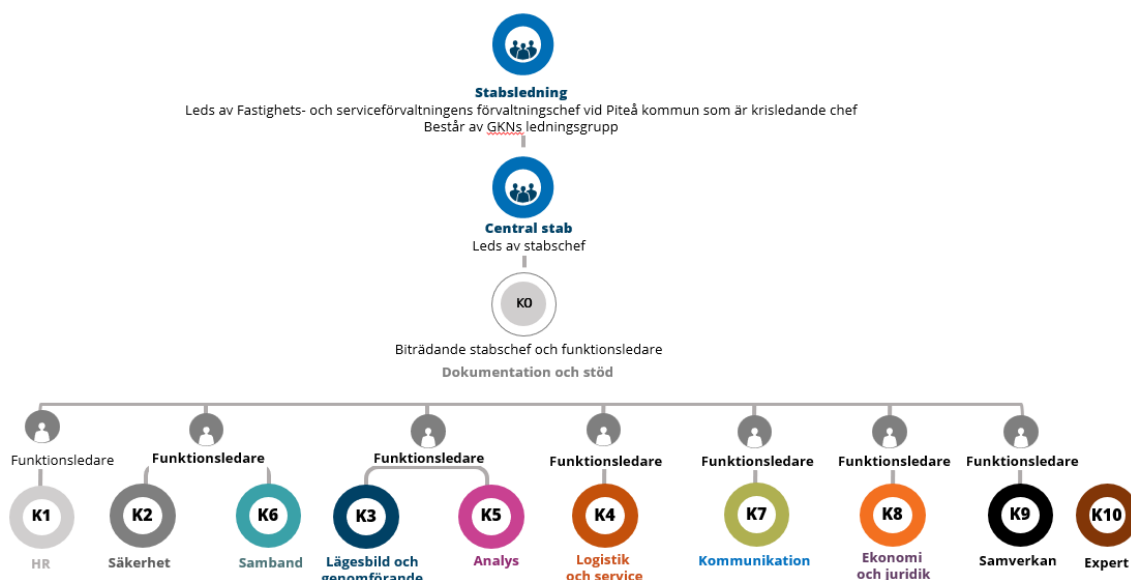 Stabsledning
Leds av Fastighets- och serviceförvaltningens förvaltningschef vid Piteå kommun som är krisledande chef
Består av GKNs ledningsgrupp
Central stab
Leds av stabschef
K0
Biträdande stabschef och funktionsledare
Dokumentation och stöd
Funktionsledare
Funktionsledare
Funktionsledare
Funktionsledare
Funktionsledare
Funktionsledare
Funktionsledare
K1
K2
K6
K3
K5
K4
K7
K8
K9
K10
HR
Säkerhet
Samband
Lägesbild och
genomförande
Analys
Logistik
och service
Kommunikation
Ekonomi
och juridik
Samverkan
Expert